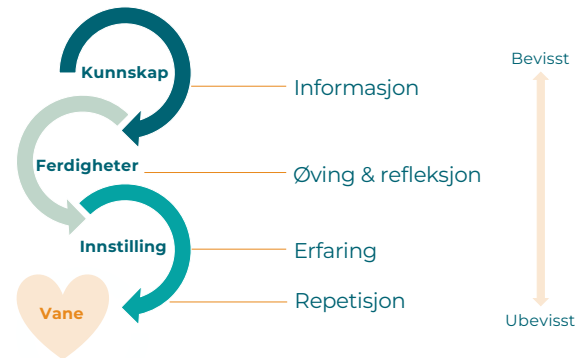 Bevisst
Kunnskap
Informasjon
Ferdigheter
Øving & refleksjon
Innstilling
Erfaring
Repetisjon
Vane
Ubevisst